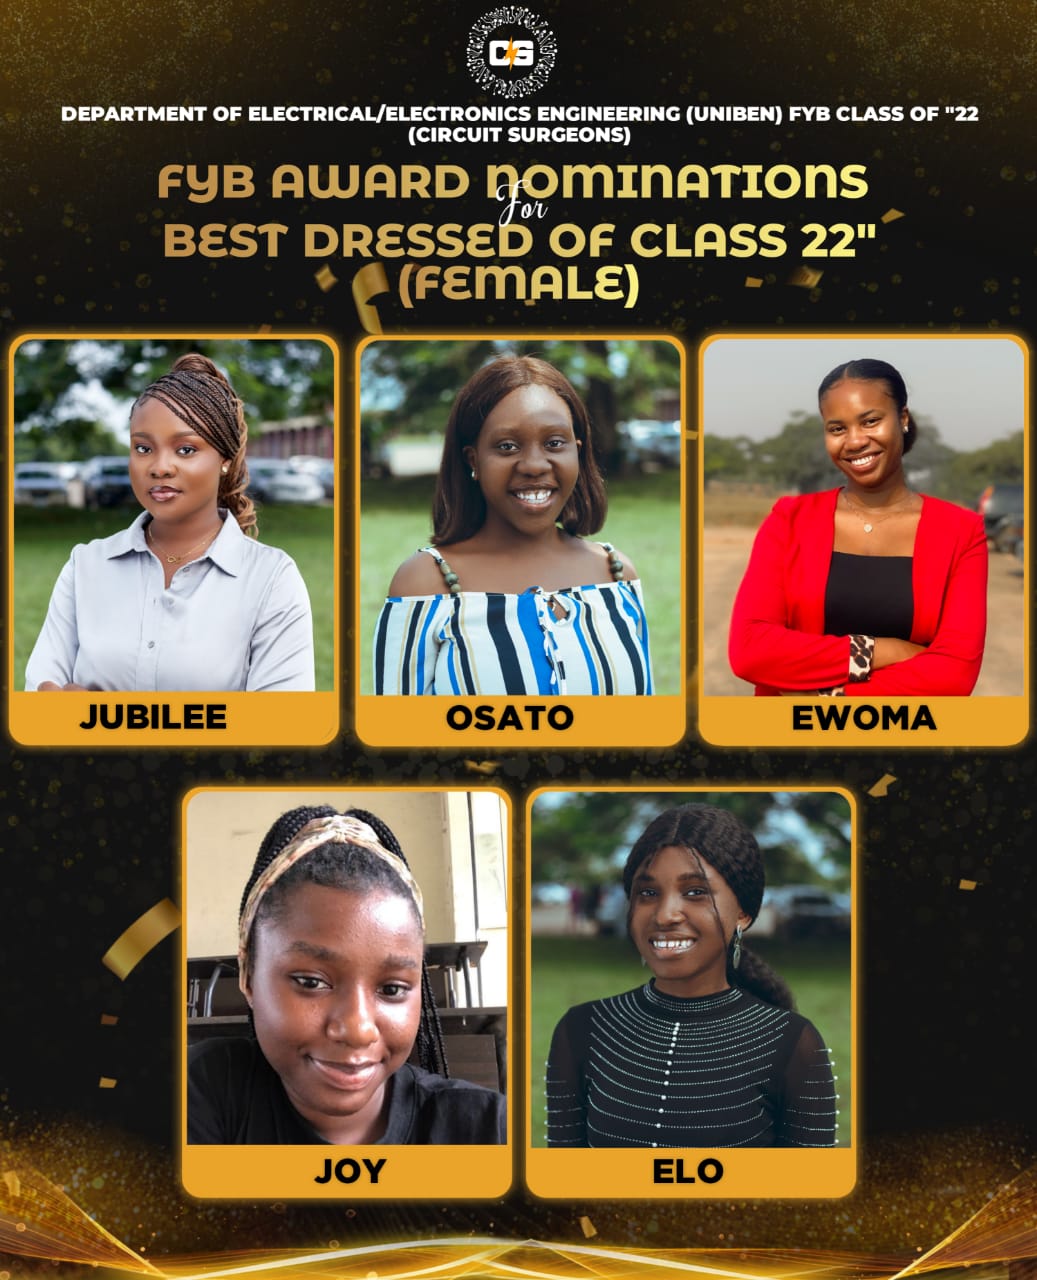 CS
DEPARTMENT OF ELECTRICAL/ELECTRONICS ENGINEERING (UNIBEN) FYB CLASS OF "22
(CIRCUIT SURGEONS)
FYB AWARD NOMINATIONS
For
BEST DRESSED OF CLASS 22"
(FEMALE)
JUBILEE
OSATO
EWOMA
JOY
ELO